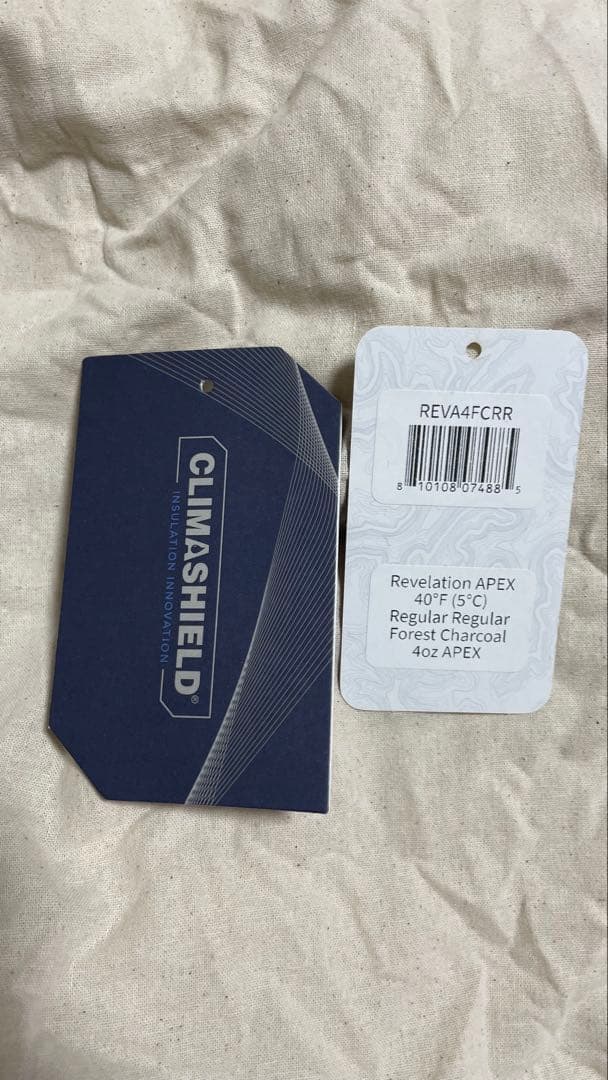 CLIMASHIELD®
INSULATION INNOVATION
REVA4FCRR
8 10108 07488 5
Revelation APEX
40°F (5°C)
Regular Regular
Forest Charcoal
4oz APEX